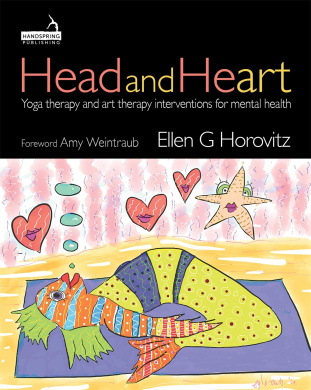 HANDSPRING
PUBLISHING
Head and Heart
Yoga therapy and art therapy interventions for mental health
Foreword Amy Weintraub
Ellen G Horovitz